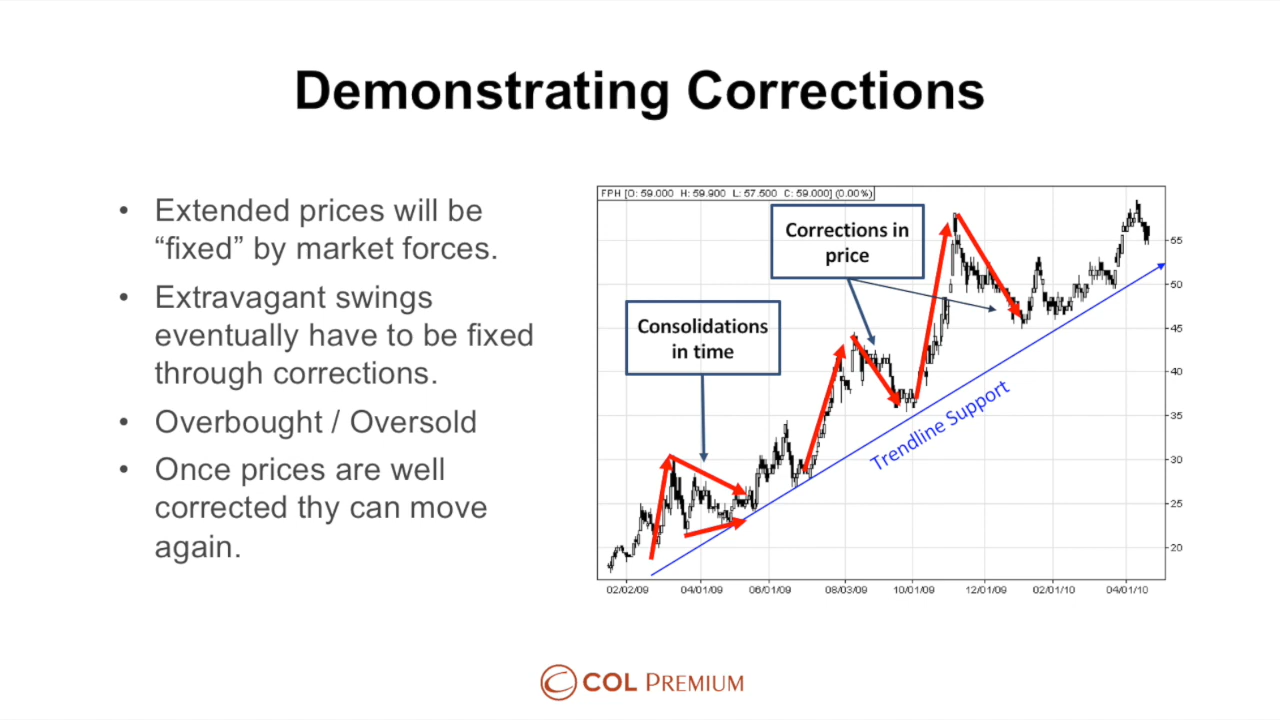 Demonstrating Corrections
• Extended prices will be
“fixed” by market forces.
• Extravagant swings
eventually have to be fixed
through corrections.
• Overbought / Oversold
• Once prices are well
corrected thy can move
again.
FPH [O: 59.000 H: 59.900 L: 57.500 C: 59.000] (0.00%)
Corrections in
price
Consolidations
in time
Trendline Support
55
50
45
40
35
30
25
20
02/02/09 04/01/09 06/01/09 08/03/09 10/01/09 12/01/09 02/01/10 04/01/10
COL PREMIUM